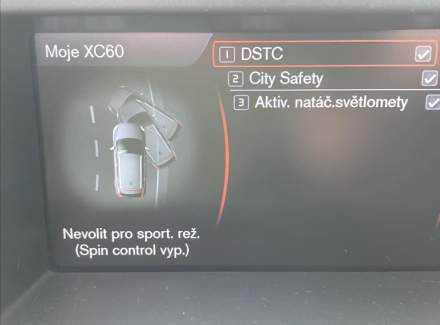 Moje XC60
1 DSTC
2 City Safety
3 Aktiv. natáč.světlomety
Nevolit pro sport. rež.
(Spin control vyp.)